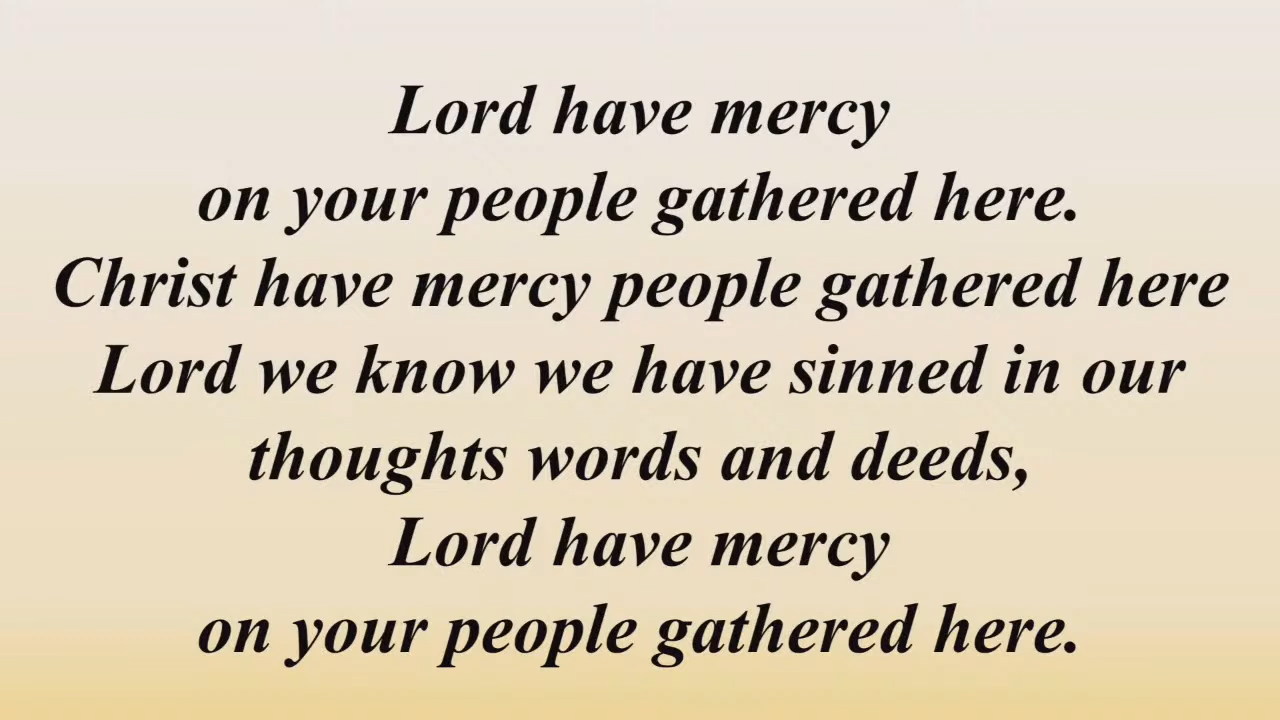 Lord have mercy
on your people gathered here.
Christ have mercy people gathered here
Lord we know we have sinned in our
thoughts words and deeds,
Lord have mercy
on your people gathered here.